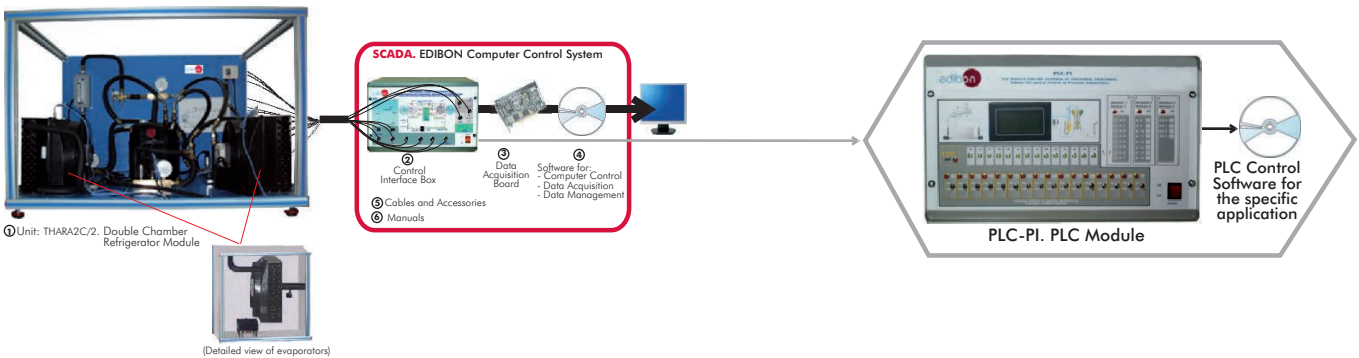 SCADA. EDIBON Computer Control System
② Control
Interface Box
③ Data
Acquisition
Board
④ Software for:
- Computer Control
- Data Acquisition
- Data Management
⑤ Cables and Accessories
⑥ Manuals
① Unit: THARA2C/2. Double Chamber
Refrigerator Module
(Detailed view of evaporators)
edibon
PLC-PI
PLC-PI. PLC Module
PLC Control
Software for
the specific
application